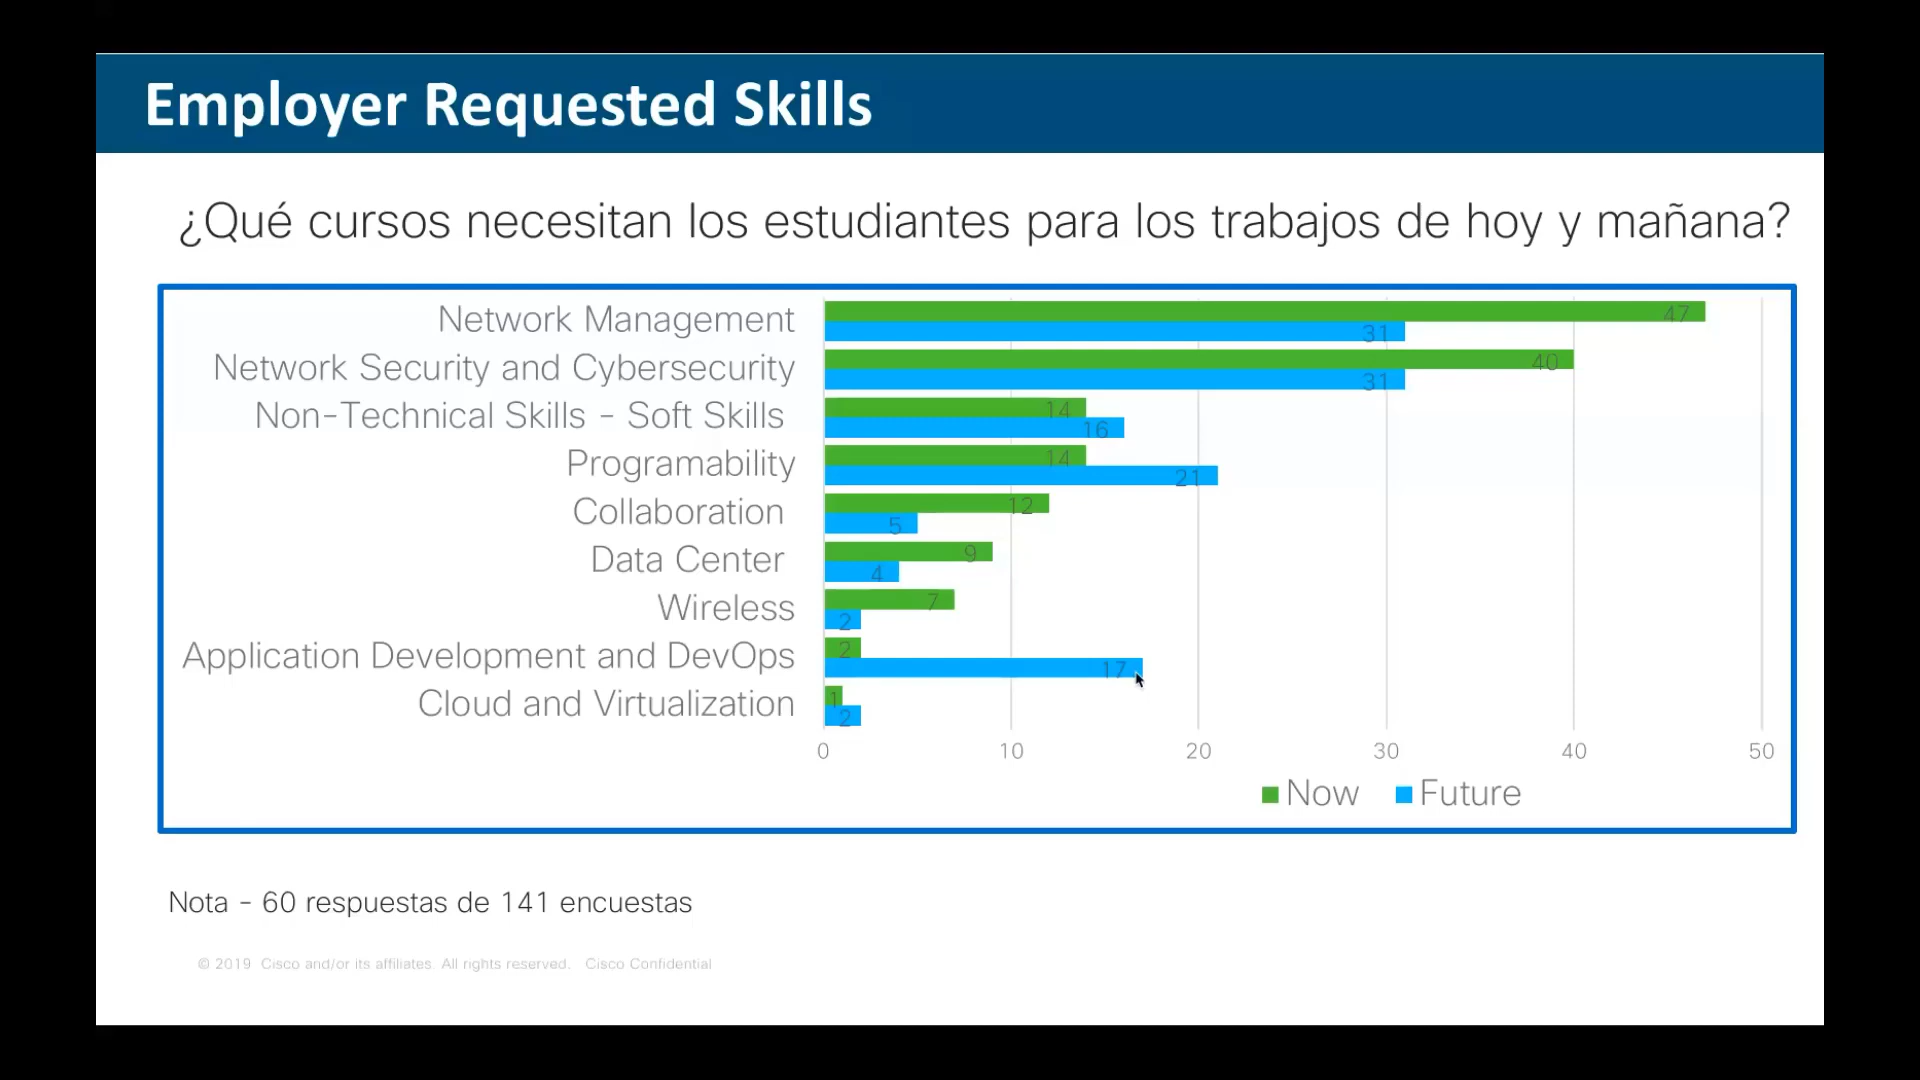 Employer Requested Skills
¿Qué cursos necesitan los estudiantes para los trabajos de hoy y mañana?
Network Management
47
31
Network Security and Cybersecurity
40
31
Non-Technical Skills - Soft Skills
14
16
Programability
14
21
Collaboration
12
5
Data Center
9
4
Wireless
7
2
Application Development and DevOps
2
17
Cloud and Virtualization
1
2
0 10 20 30 40 50
Now Future
Nota - 60 respuestas de 141 encuestas
© 2019 Cisco and/or its affiliates. All rights reserved. Cisco Confidential